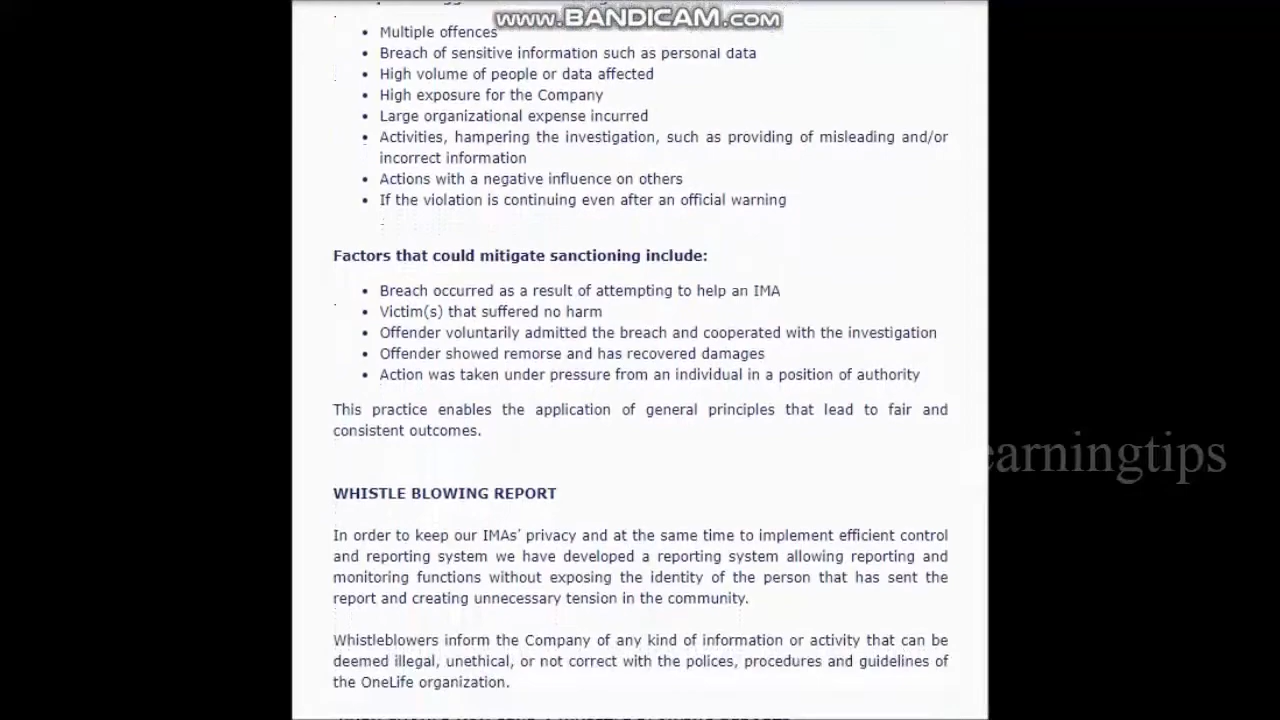 www.BANDICAM.com
• Multiple offences
• Breach of sensitive information such as personal data
• High volume of people or data affected
• High exposure for the Company
• Large organizational expense incurred
• Activities, hampering the investigation, such as providing of misleading and/or
incorrect information
• Actions with a negative influence on others
• If the violation is continuing even after an official warning
Factors that could mitigate sanctioning include:
• Breach occurred as a result of attempting to help an IMA
• Victim(s) that suffered no harm
• Offender voluntarily admitted the breach and cooperated with the investigation
• Offender showed remorse and has recovered damages
• Action was taken under pressure from an individual in a position of authority
This practice enables the application of general principles that lead to fair and
consistent outcomes.
earningtips
WHISTLE BLOWING REPORT
In order to keep our IMAs’ privacy and at the same time to implement efficient control
and reporting system we have developed a reporting system allowing reporting and
monitoring functions without exposing the identity of the person that has sent the
report and creating unnecessary tension in the community.
Whistleblowers inform the Company of any kind of information or activity that can be
deemed illegal, unethical, or not correct with the polices, procedures and guidelines of
the OneLife organization.